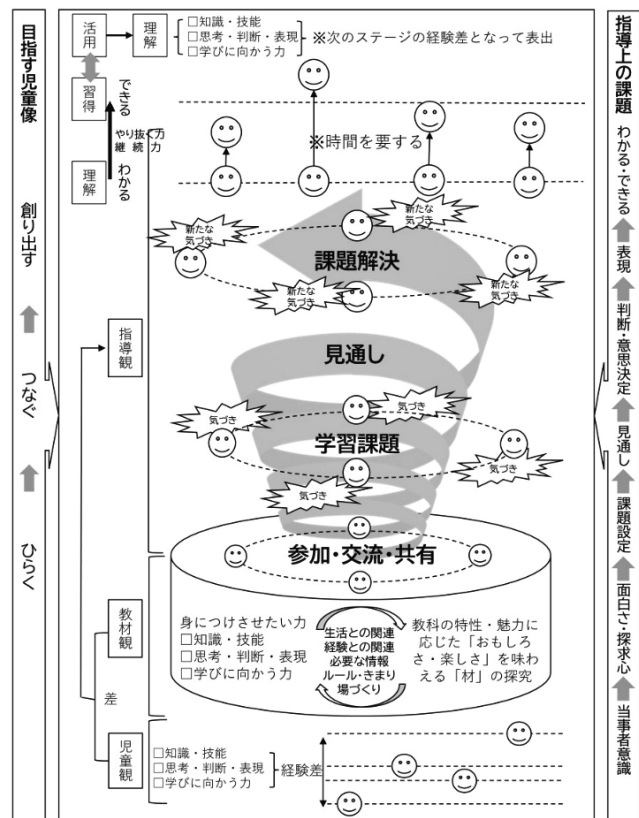 目指す児童像
創り出す
つなぐ
ひらく
活用
理解
□知識・技能
□思考・判断・表現
□学びに向かう力
※次のステージの経験差となって表出
習得
できる
やり抜く力
継続力
わかる
理解
※時間を要する
新たな
気づき
新たな
気づき
課題解決
新たな
気づき
新たな
気づき
指導観
見通し
気づき
気づき
学習課題
気づき
気づき
参加・交流・共有
教材観
身につけさせたい力
□知識・技能
□思考・判断・表現
□学びに向かう力
生活との関連
経験との関連
必要な情報
ルール・きまり
場づくり
教科の特性・魅力に
応じた「おもしろ
さ・楽しさ」を味わ
える「材」の探究
差
児童観
□知識・技能
□思考・判断・表現
□学びに向かう力
経験差
指導上の課題
わかる・できる
表現
判断・意思決定
見通し
課題設定
面白さ・探求心
当事者意識